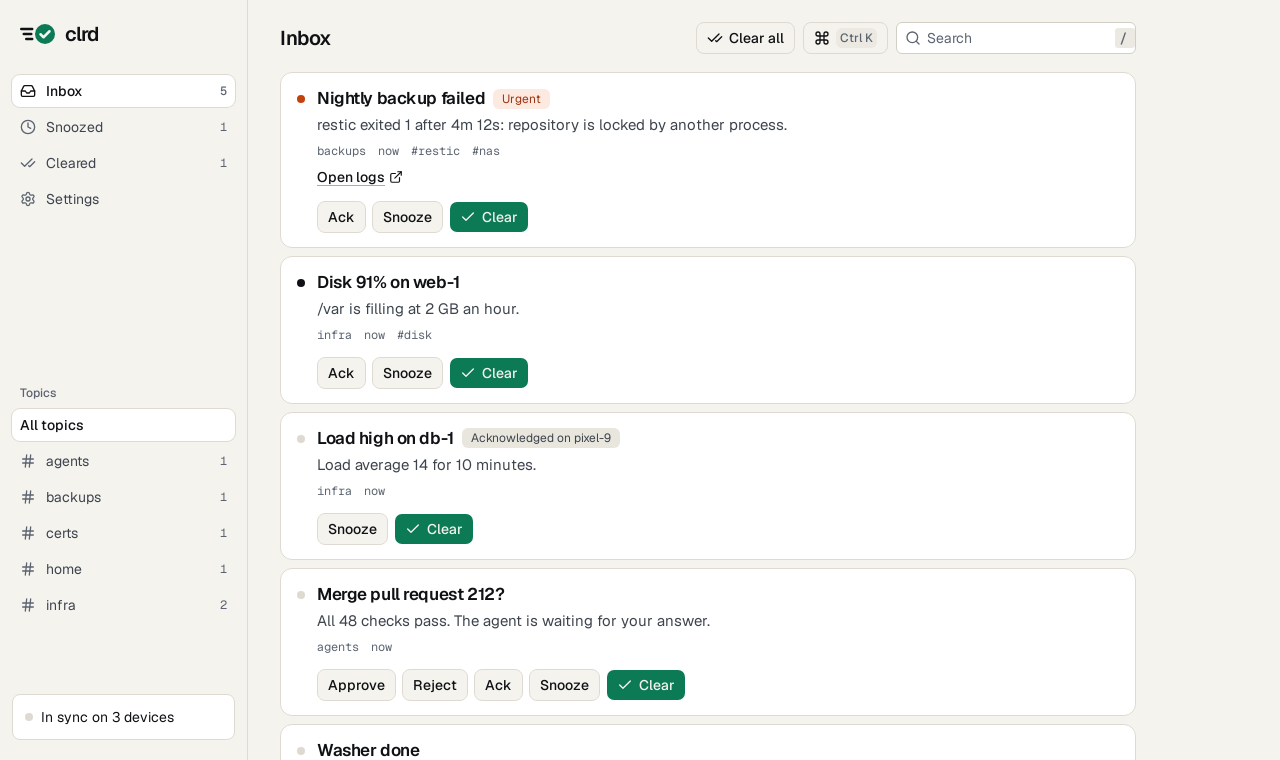 clrd
Inbox 5
Snoozed 1
Cleared 1
Settings
Topics
All topics
# agents 1
# backups 1
# certs 1
# home 1
# infra 2
In sync on 3 devices
Inbox
Clear all
⌘ Ctrl K
Search /
Nightly backup failed Urgent
restic exited 1 after 4m 12s: repository is locked by another process.
backups now #restic #nas
Open logs
Ack Snooze Clear
Disk 91% on web-1
/var is filling at 2 GB an hour.
infra now #disk
Ack Snooze Clear
Load high on db-1 Acknowledged on pixel-9
Load average 14 for 10 minutes.
infra now
Snooze Clear
Merge pull request 212?
All 48 checks pass. The agent is waiting for your answer.
agents now
Approve Reject Ack Snooze Clear
Washer done